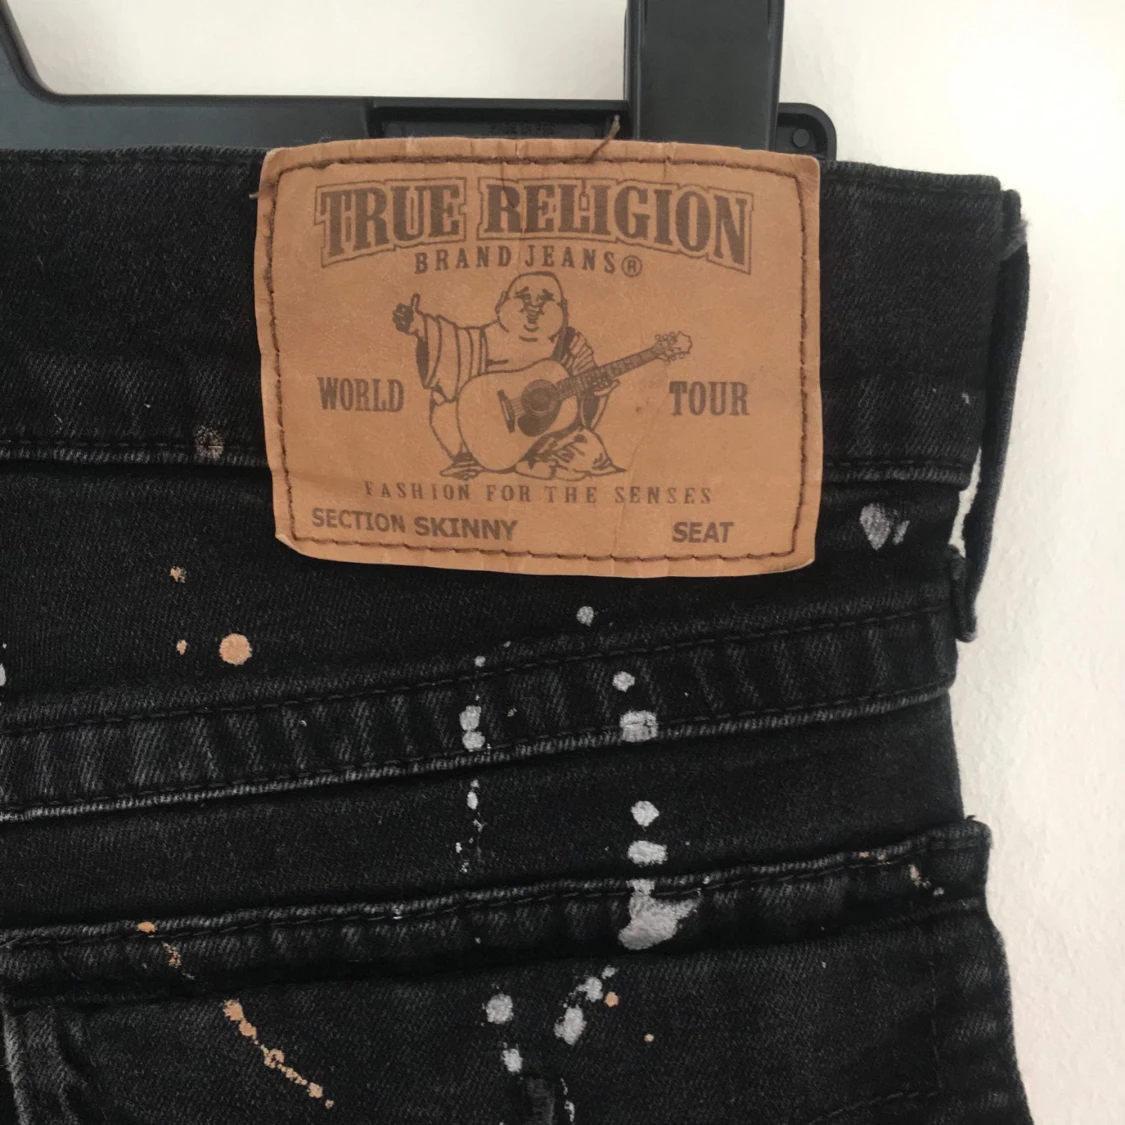 TRUE RELIGION
BRAND JEANS®
WORLD TOUR
FASHION FOR THE SENSES
SECTION SKINNY SEAT